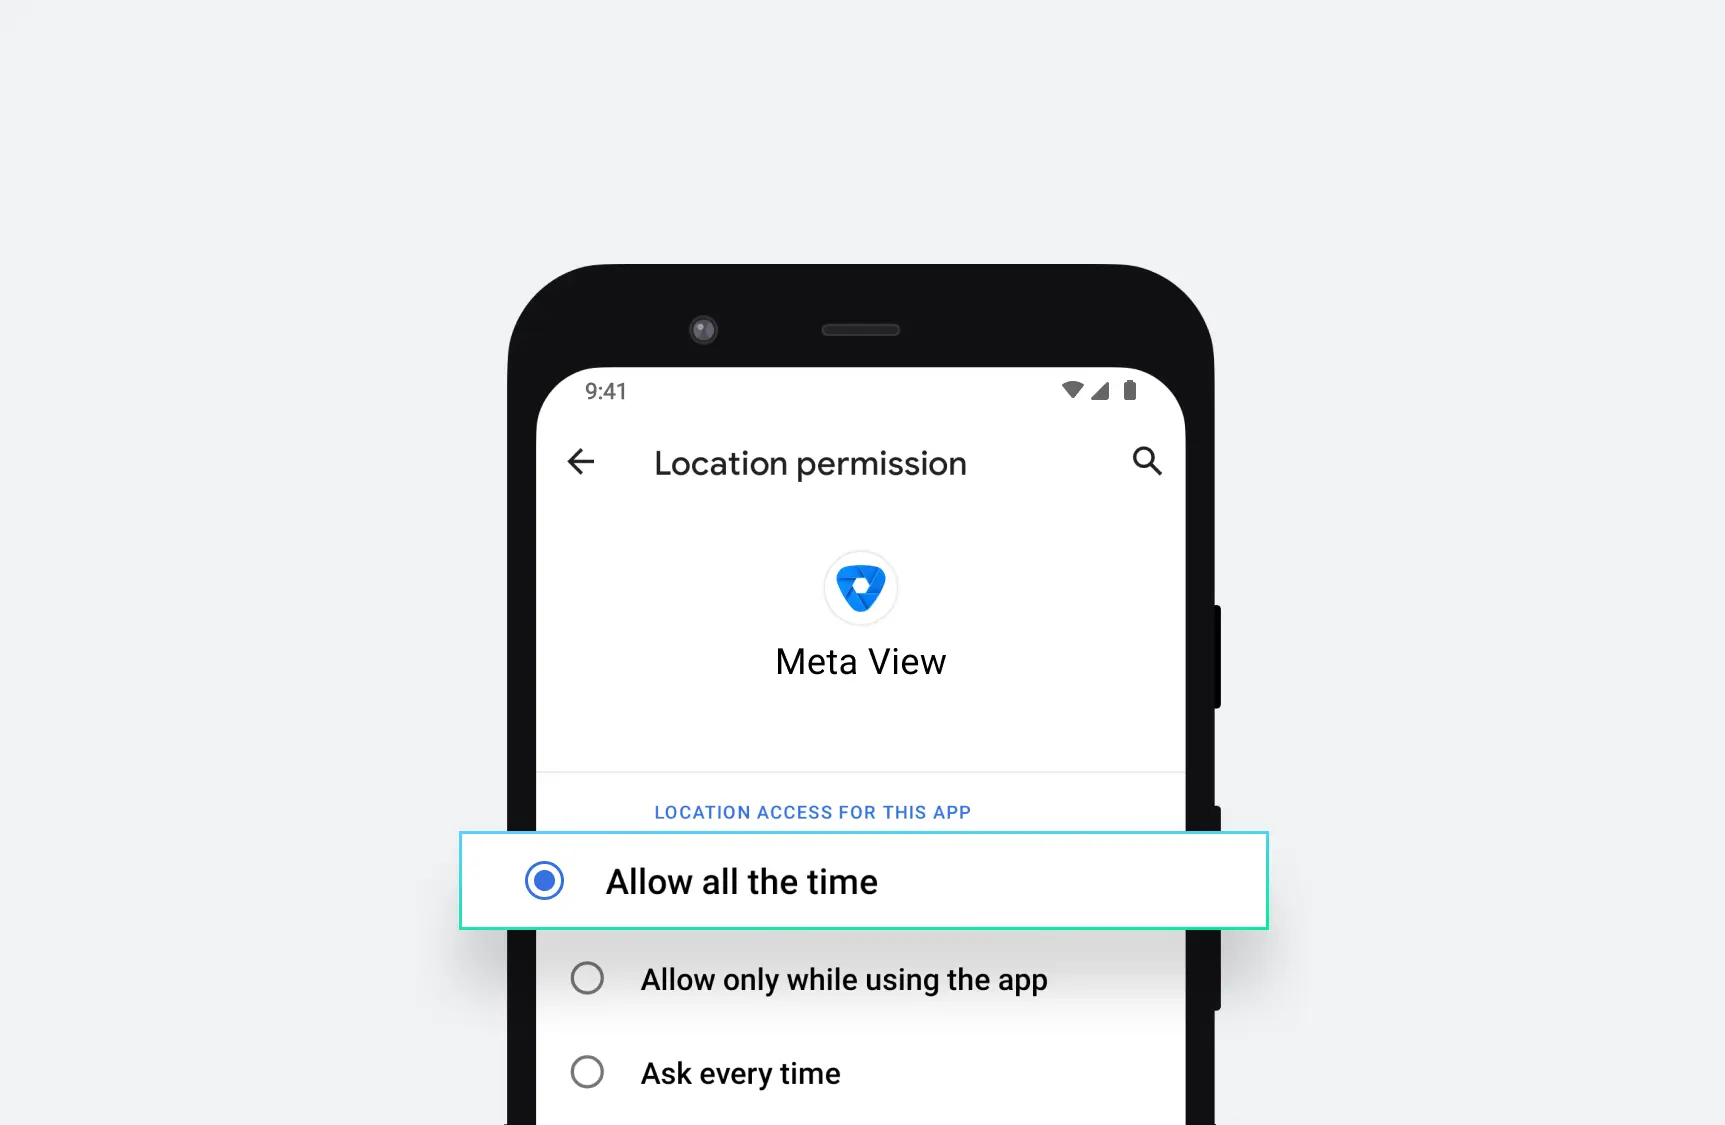 9:41
Location permission
Meta View
LOCATION ACCESS FOR THIS APP
Allow all the time
Allow only while using the app
Ask every time